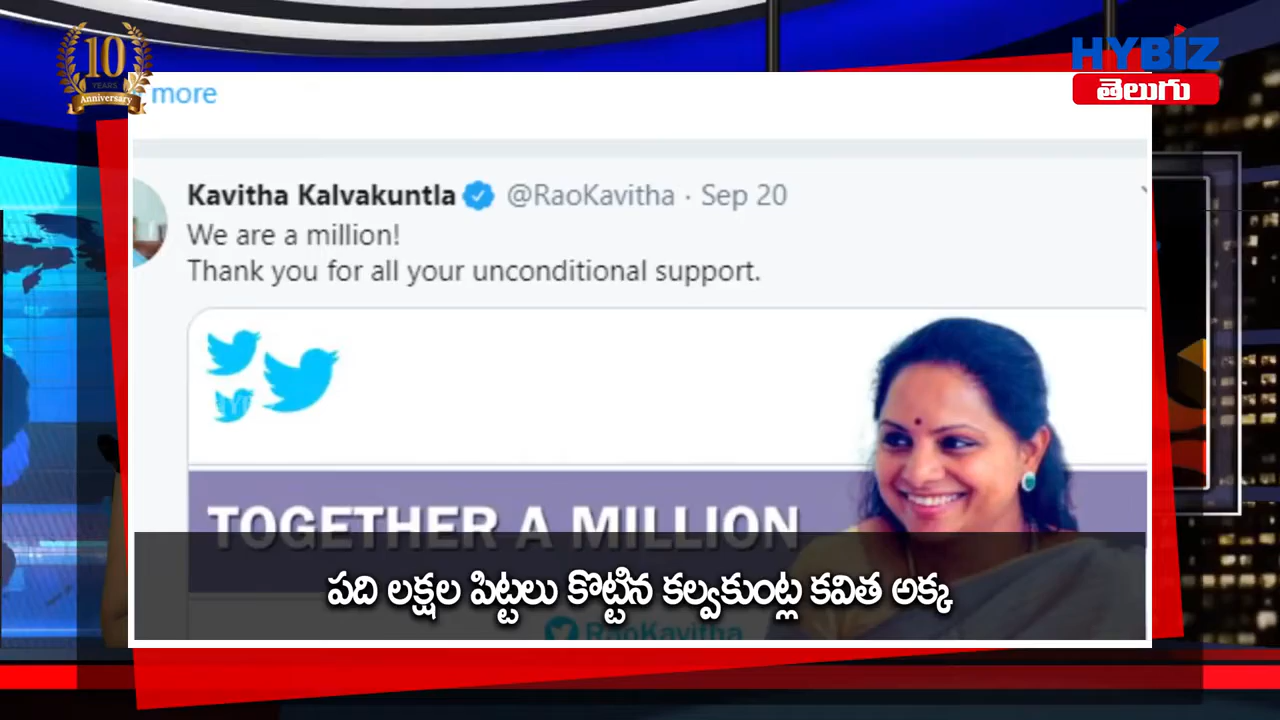 10
YEARS
Anniversary
HYBIZ
తెలుగు
more
Kavitha Kalvakuntla @RaoKavitha · Sep 20
We are a million!
Thank you for all your unconditional support.
TOGETHER A MILLION
పది లక్షల పిట్టలు కొట్టిన కల్వకుంట్ల కవిత అక్క
RaoKavitha